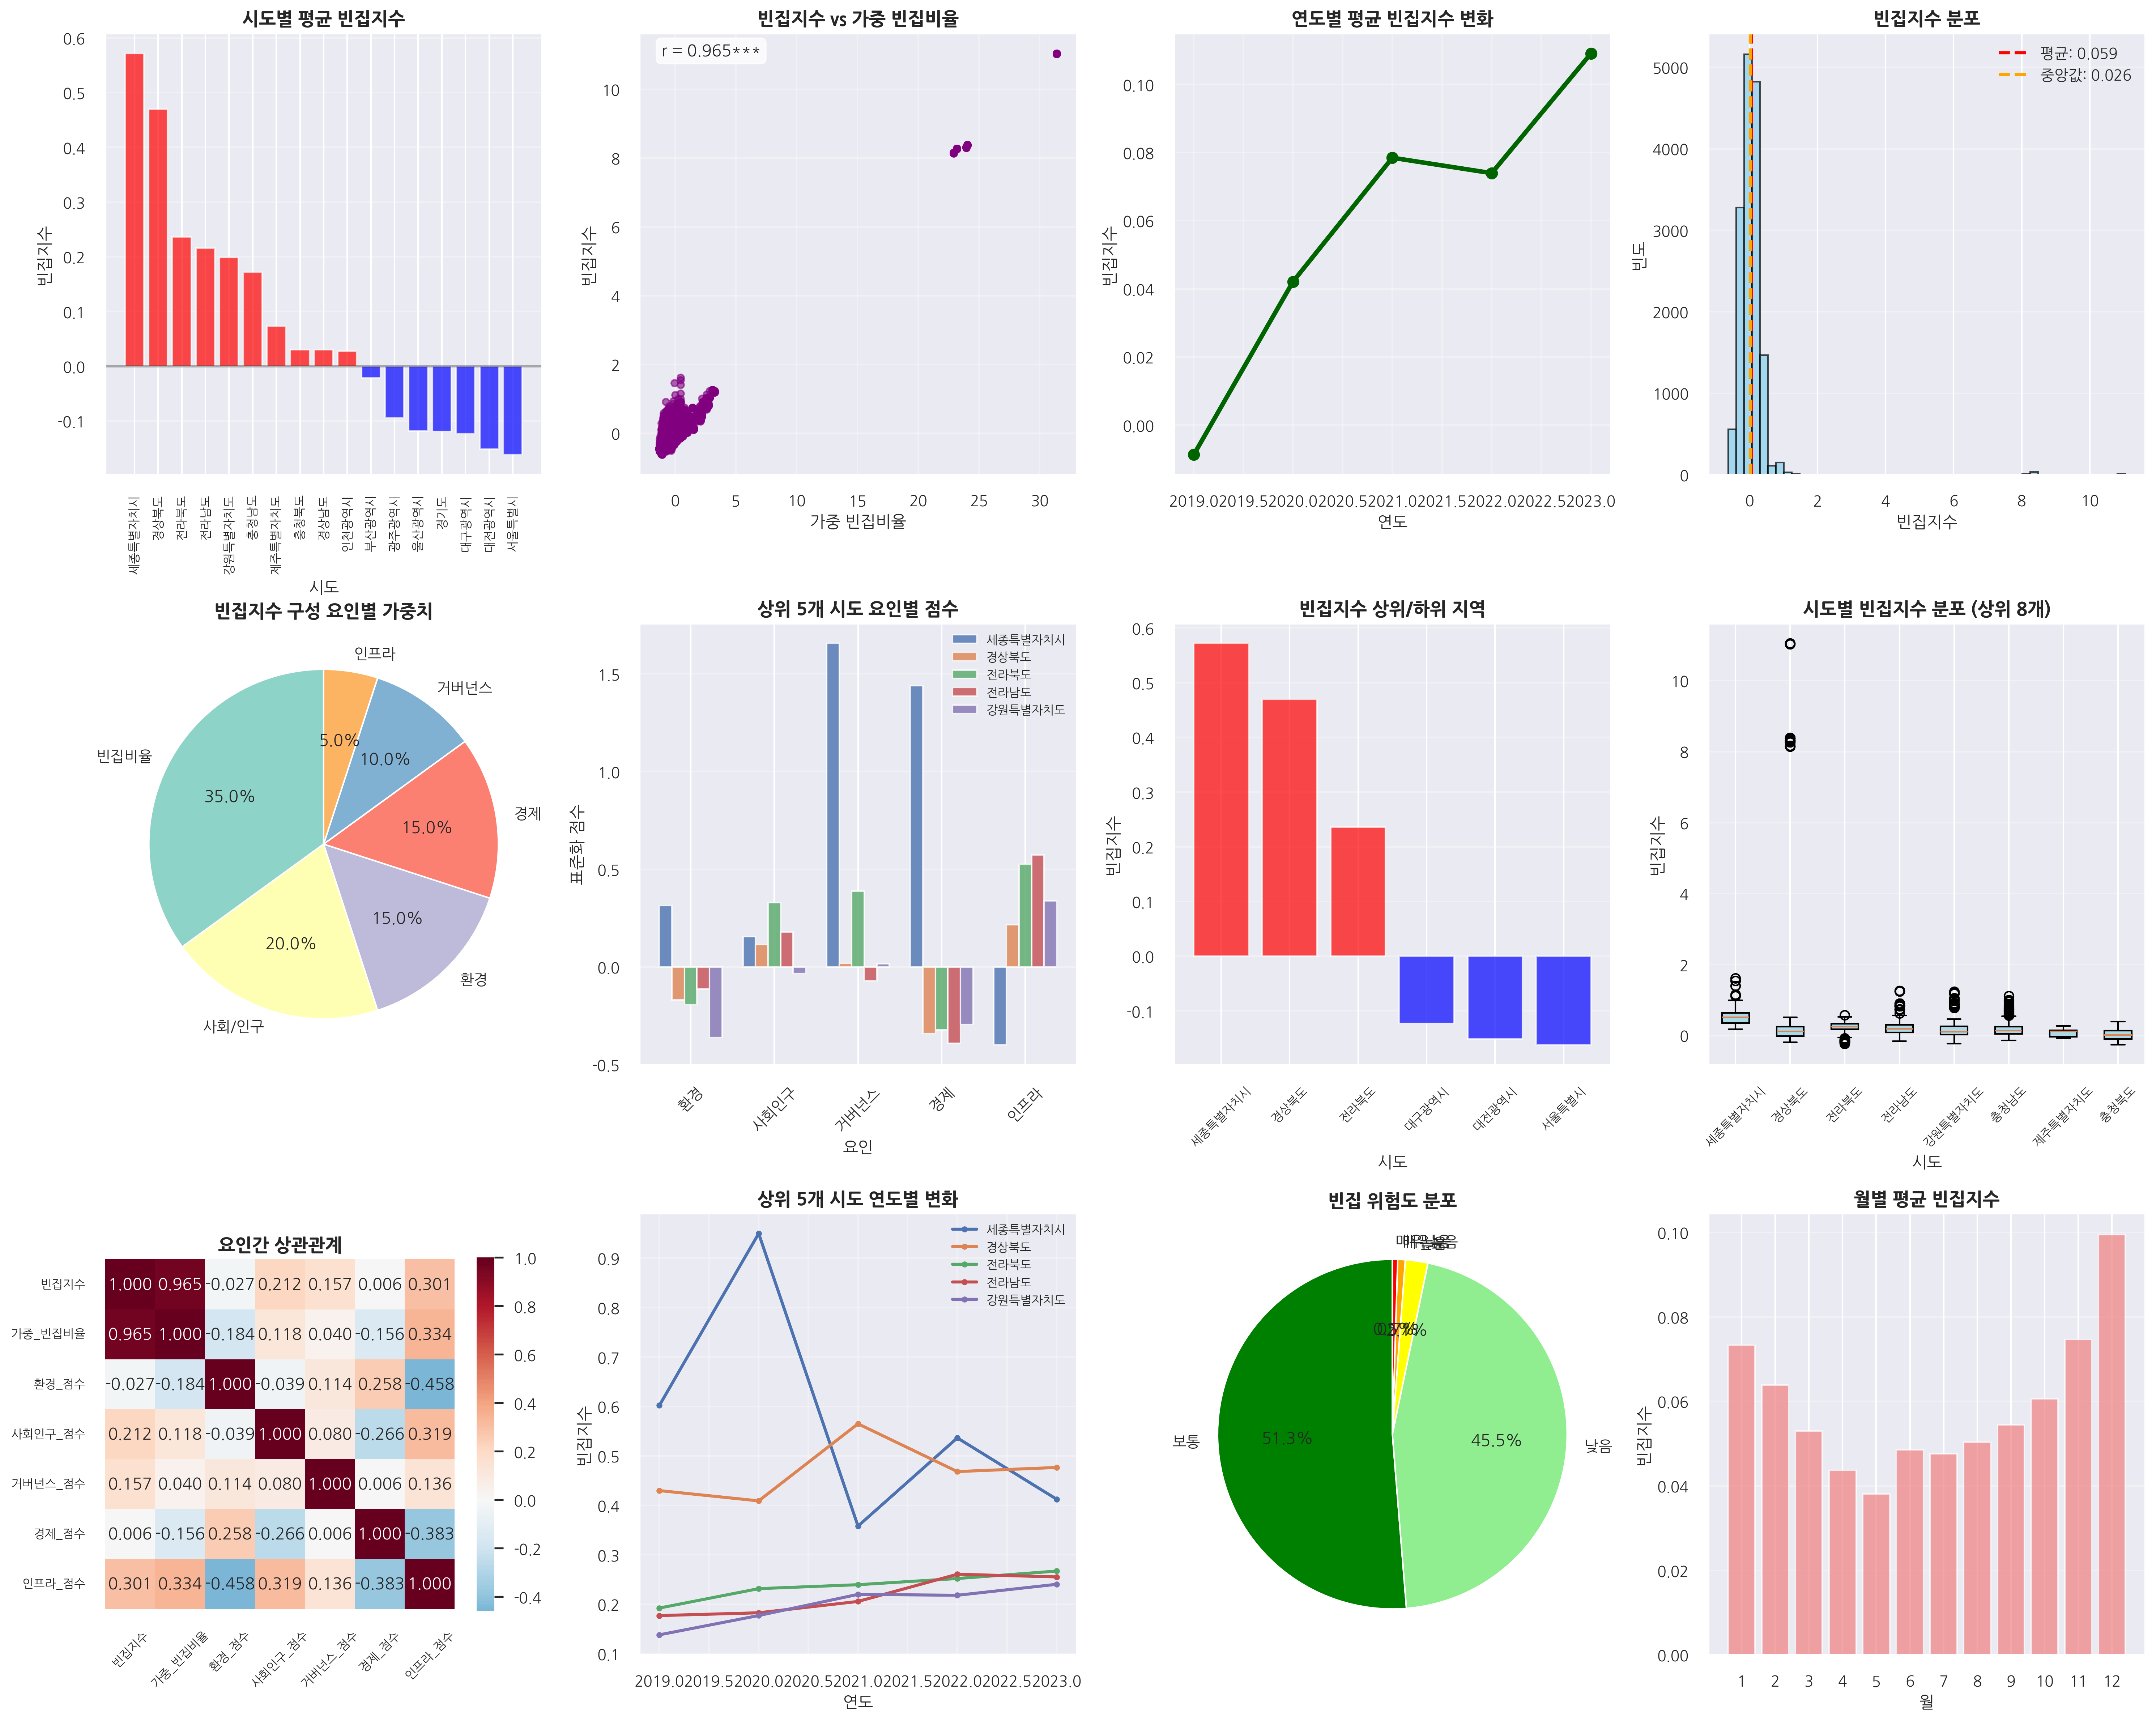 시도별 평균 빈집지수
0.6
0.5
0.4
0.3
0.2
0.1
0.0
-0.1
빈집지수
세종특별자치시
경상북도
전라북도
전라남도
강원특별자치도
충청남도
제주특별자치도
충청북도
경상남도
인천광역시
부산광역시
광주광역시
울산광역시
경기도
대구광역시
대전광역시
서울특별시
시도
빈집지수 vs 가중 빈집비율
r = 0.965***
10
8
6
4
2
0
빈집지수
0 5 10 15 20 25 30
가중 빈집비율
연도별 평균 빈집지수 변화
0.10
0.08
0.06
0.04
0.02
0.00
빈집지수
2019.0 2019.5 2020.0 2020.5 2021.0 2021.5 2022.0 2022.5 2023.0
연도
빈집지수 분포
평균: 0.059
중앙값: 0.026
5000
4000
3000
2000
1000
0
빈도
0 2 4 6 8 10
빈집지수
빈집지수 구성 요인별 가중치
인프라
거버넌스
빈집비율
경제
환경
사회/인구
5.0%
10.0%
35.0%
15.0%
15.0%
20.0%
상위 5개 시도 요인별 점수
세종특별자치시
경상북도
전라북도
전라남도
강원특별자치도
1.5
1.0
0.5
0.0
-0.5
표준화 점수
환경
사회인구
거버넌스
경제
인프라
요인
빈집지수 상위/하위 지역
0.6
0.5
0.4
0.3
0.2
0.1
0.0
-0.1
빈집지수
세종특별자치시
경상북도
전라북도
대구광역시
대전광역시
서울특별시
시도
시도별 빈집지수 분포 (상위 8개)
10
8
6
4
2
0
빈집지수
세종특별자치시
경상북도
전라북도
전라남도
강원특별자치도
충청남도
제주특별자치도
충청북도
시도
요인간 상관관계
빈집지수 1.000 0.965 -0.027 0.212 0.157 0.006 0.301
가중_빈집비율 0.965 1.000 -0.184 0.118 0.040 -0.156 0.334
환경_점수 -0.027 -0.184 1.000 -0.039 0.114 0.258 -0.458
사회인구_점수 0.212 0.118 -0.039 1.000 0.080 -0.266 0.319
거버넌스_점수 0.157 0.040 0.114 0.080 1.000 0.006 0.136
경제_점수 0.006 -0.156 0.258 -0.266 0.006 1.000 -0.383
인프라_점수 0.301 0.334 -0.458 0.319 0.136 -0.383 1.000
빈집지수
가중_빈집비율
환경_점수
사회인구_점수
거버넌스_점수
경제_점수
인프라_점수
1.0
0.8
0.6
0.4
0.2
0.0
-0.2
-0.4
상위 5개 시도 연도별 변화
세종특별자치시
경상북도
전라북도
전라남도
강원특별자치도
0.9
0.8
0.7
0.6
0.5
0.4
0.3
0.2
0.1
빈집지수
2019.0 2019.5 2020.0 2020.5 2021.0 2021.5 2022.0 2022.5 2023.0
연도
빈집 위험도 분포
보통
51.3%
45.5%
낮음
월별 평균 빈집지수
0.10
0.08
0.06
0.04
0.02
0.00
빈집지수
1 2 3 4 5 6 7 8 9 10 11 12
월